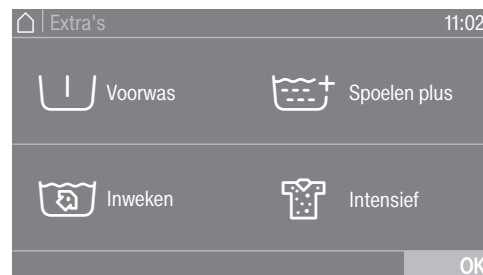 Extra's 11:02
Voorwas Spoelen plus
Inweken Intensief
OK